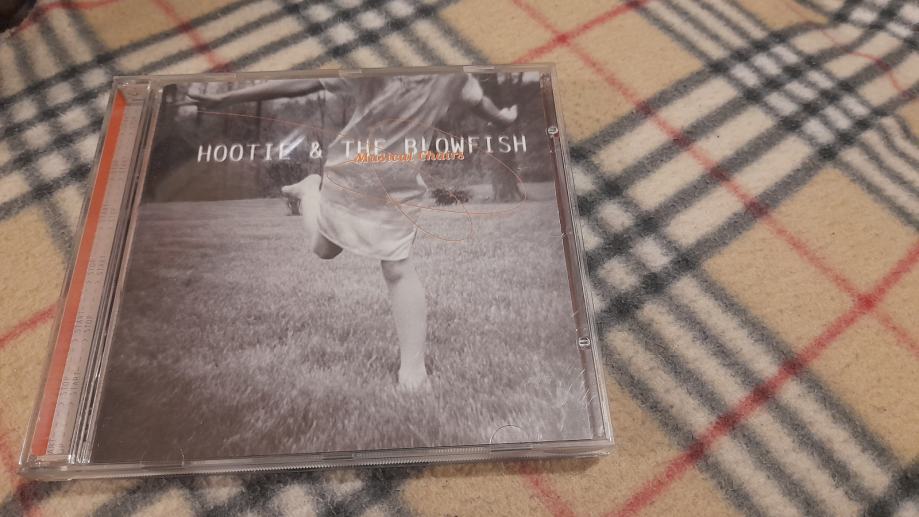 HOOTIE & THE BLOWFISH
Musical Chairs